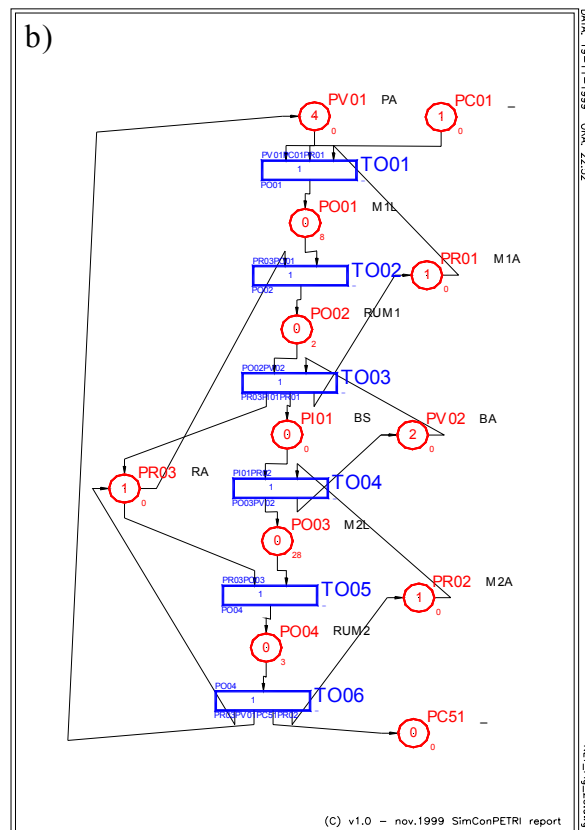 b)
PV01 PA
4
0
PC01 _
1
0
PV01PC01PR01
TO01
1
PO01
_
PO01 M1L
0
8
PR03PO01
TO02
1
PO02
_
PR01 M1A
1
0
PO02 RUM1
0
2
PO02PV02
TO03
1
PR03PI01PR01
_
PI01 BS
0
0
PV02 BA
2
0
PR03 RA
1
0
PI01PR02
TO04
1
PO03PV02
_
PO03 M2L
0
28
PR03PO03
TO05
1
PO04
_
PR02 M2A
1
0
PO04 RUM2
0
3
PO04
TO06
1
PR03PV01PC51PR02
_
PC51 _
0
0
(C) v1.0 – nov.1999 SimConPETRI report